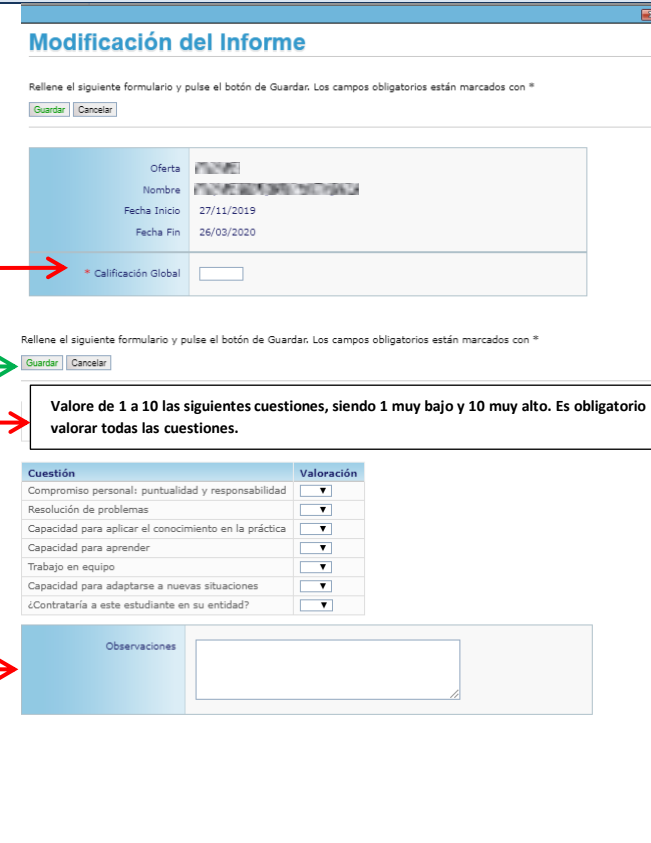 Modificación del Informe
Rellene el siguiente formulario y pulse el botón de Guardar. Los campos obligatorios están marcados con *
Guardar Cancelar
Oferta
Nombre
Fecha Inicio 27/11/2019
Fecha Fin 26/03/2020
* Calificación Global
Rellene el siguiente formulario y pulse el botón de Guardar. Los campos obligatorios están marcados con *
Guardar Cancelar
Valore de 1 a 10 las siguientes cuestiones, siendo 1 muy bajo y 10 muy alto. Es obligatorio
valorar todas las cuestiones.
Cuestión Valoración
Compromiso personal: puntualidad y responsabilidad
Resolución de problemas
Capacidad para aplicar el conocimiento en la práctica
Capacidad para aprender
Trabajo en equipo
Capacidad para adaptarse a nuevas situaciones
¿Contrataría a este estudiante en su entidad?
Observaciones